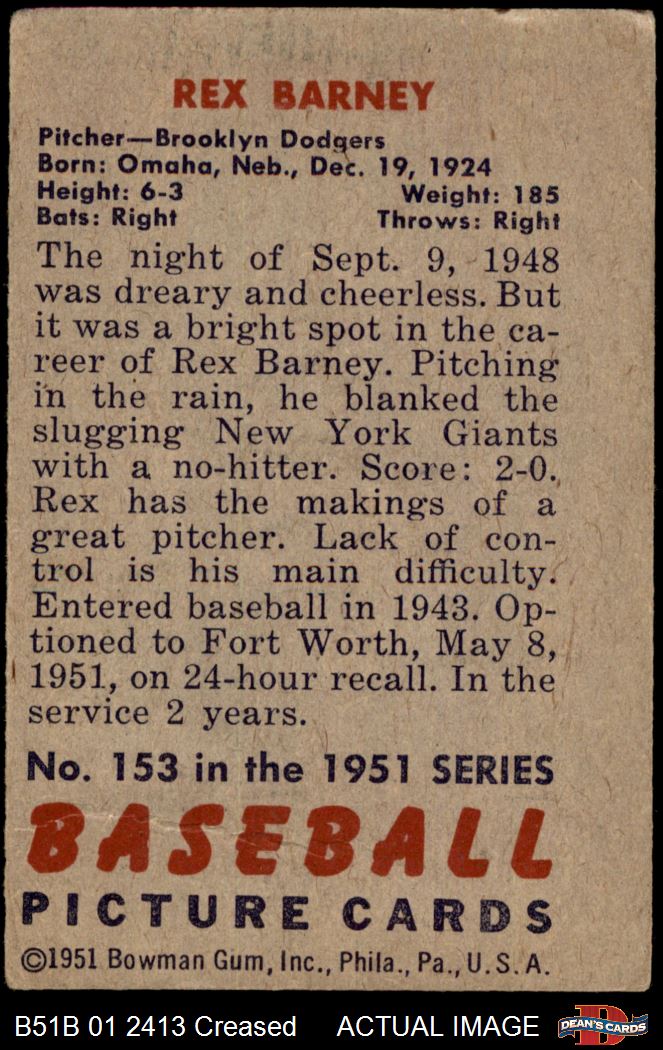 REX BARNEY
Pitcher—Brooklyn Dodgers
Born: Omaha, Neb., Dec. 19, 1924
Height: 6-3 Weight: 185
Bats: Right Throws: Right
The night of Sept. 9, 1948
was dreary and cheerless. But
it was a bright spot in the ca-
reer of Rex Barney. Pitching
in the rain, he blanked the
slugging New York Giants
with a no-hitter. Score: 2-0.
Rex has the makings of a
great pitcher. Lack of con-
trol is his main difficulty.
Entered baseball in 1943. Op-
tioned to Fort Worth, May 8,
1951, on 24-hour recall. In the
service 2 years.
No. 153 in the 1951 SERIES
BASEBALL
PICTURE CARDS
©1951 Bowman Gum, Inc., Phila., Pa., U.S.A.
B51B 01 2413 Creased ACTUAL IMAGE DEAN'S CARDS